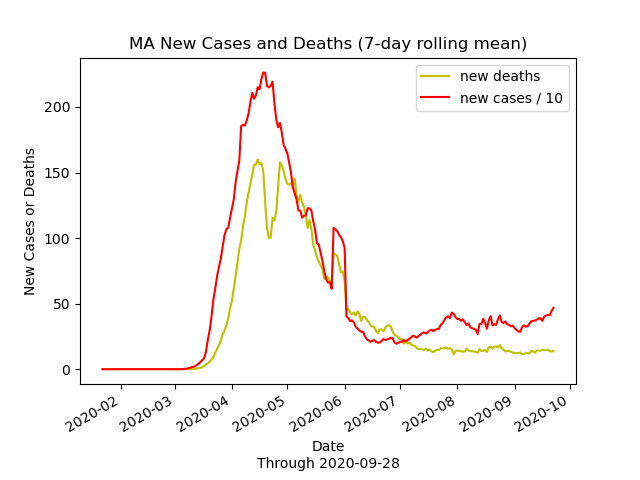 MA New Cases and Deaths (7-day rolling mean)
new deaths
new cases / 10
New Cases or Deaths
200
150
100
50
0
2020-02
2020-03
2020-04
2020-05
2020-06
2020-07
2020-08
2020-09
2020-10
Date
Through 2020-09-28